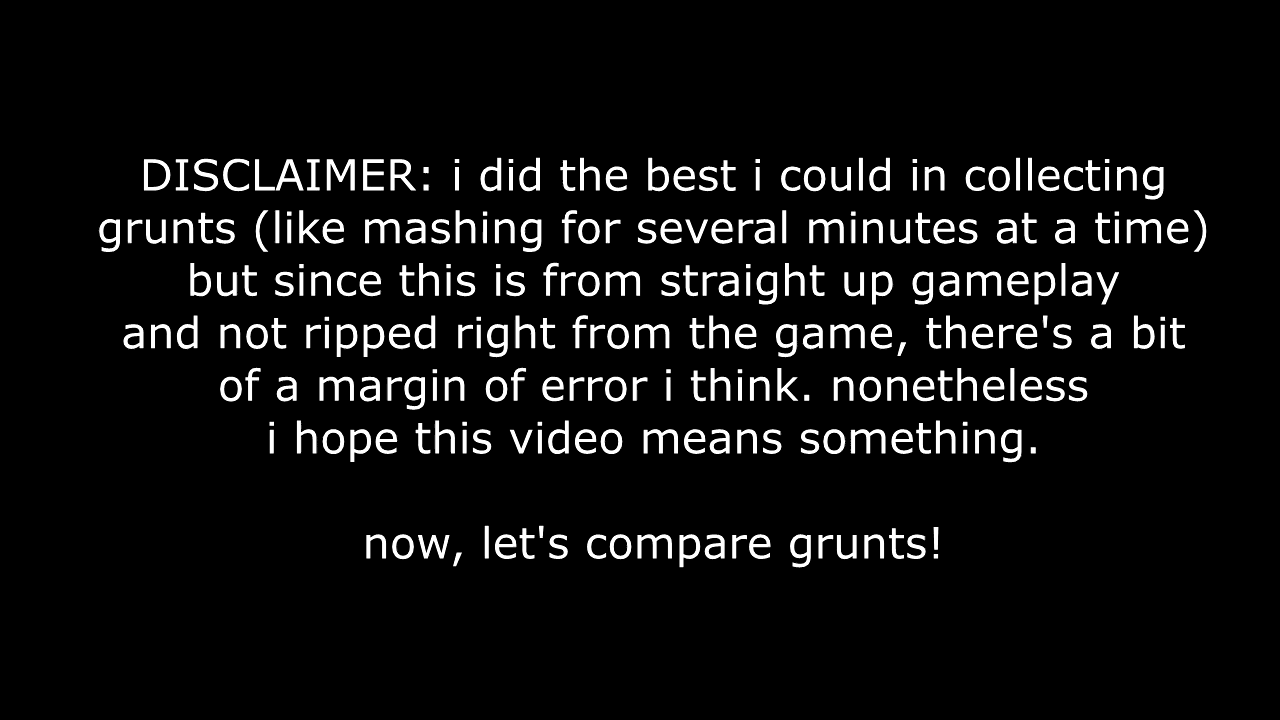 DISCLAIMER: i did the best i could in collecting
grunts (like mashing for several minutes at a time)
but since this is from straight up gameplay
and not ripped right from the game, there's a bit
of a margin of error i think. nonetheless
i hope this video means something.
now, let's compare grunts!